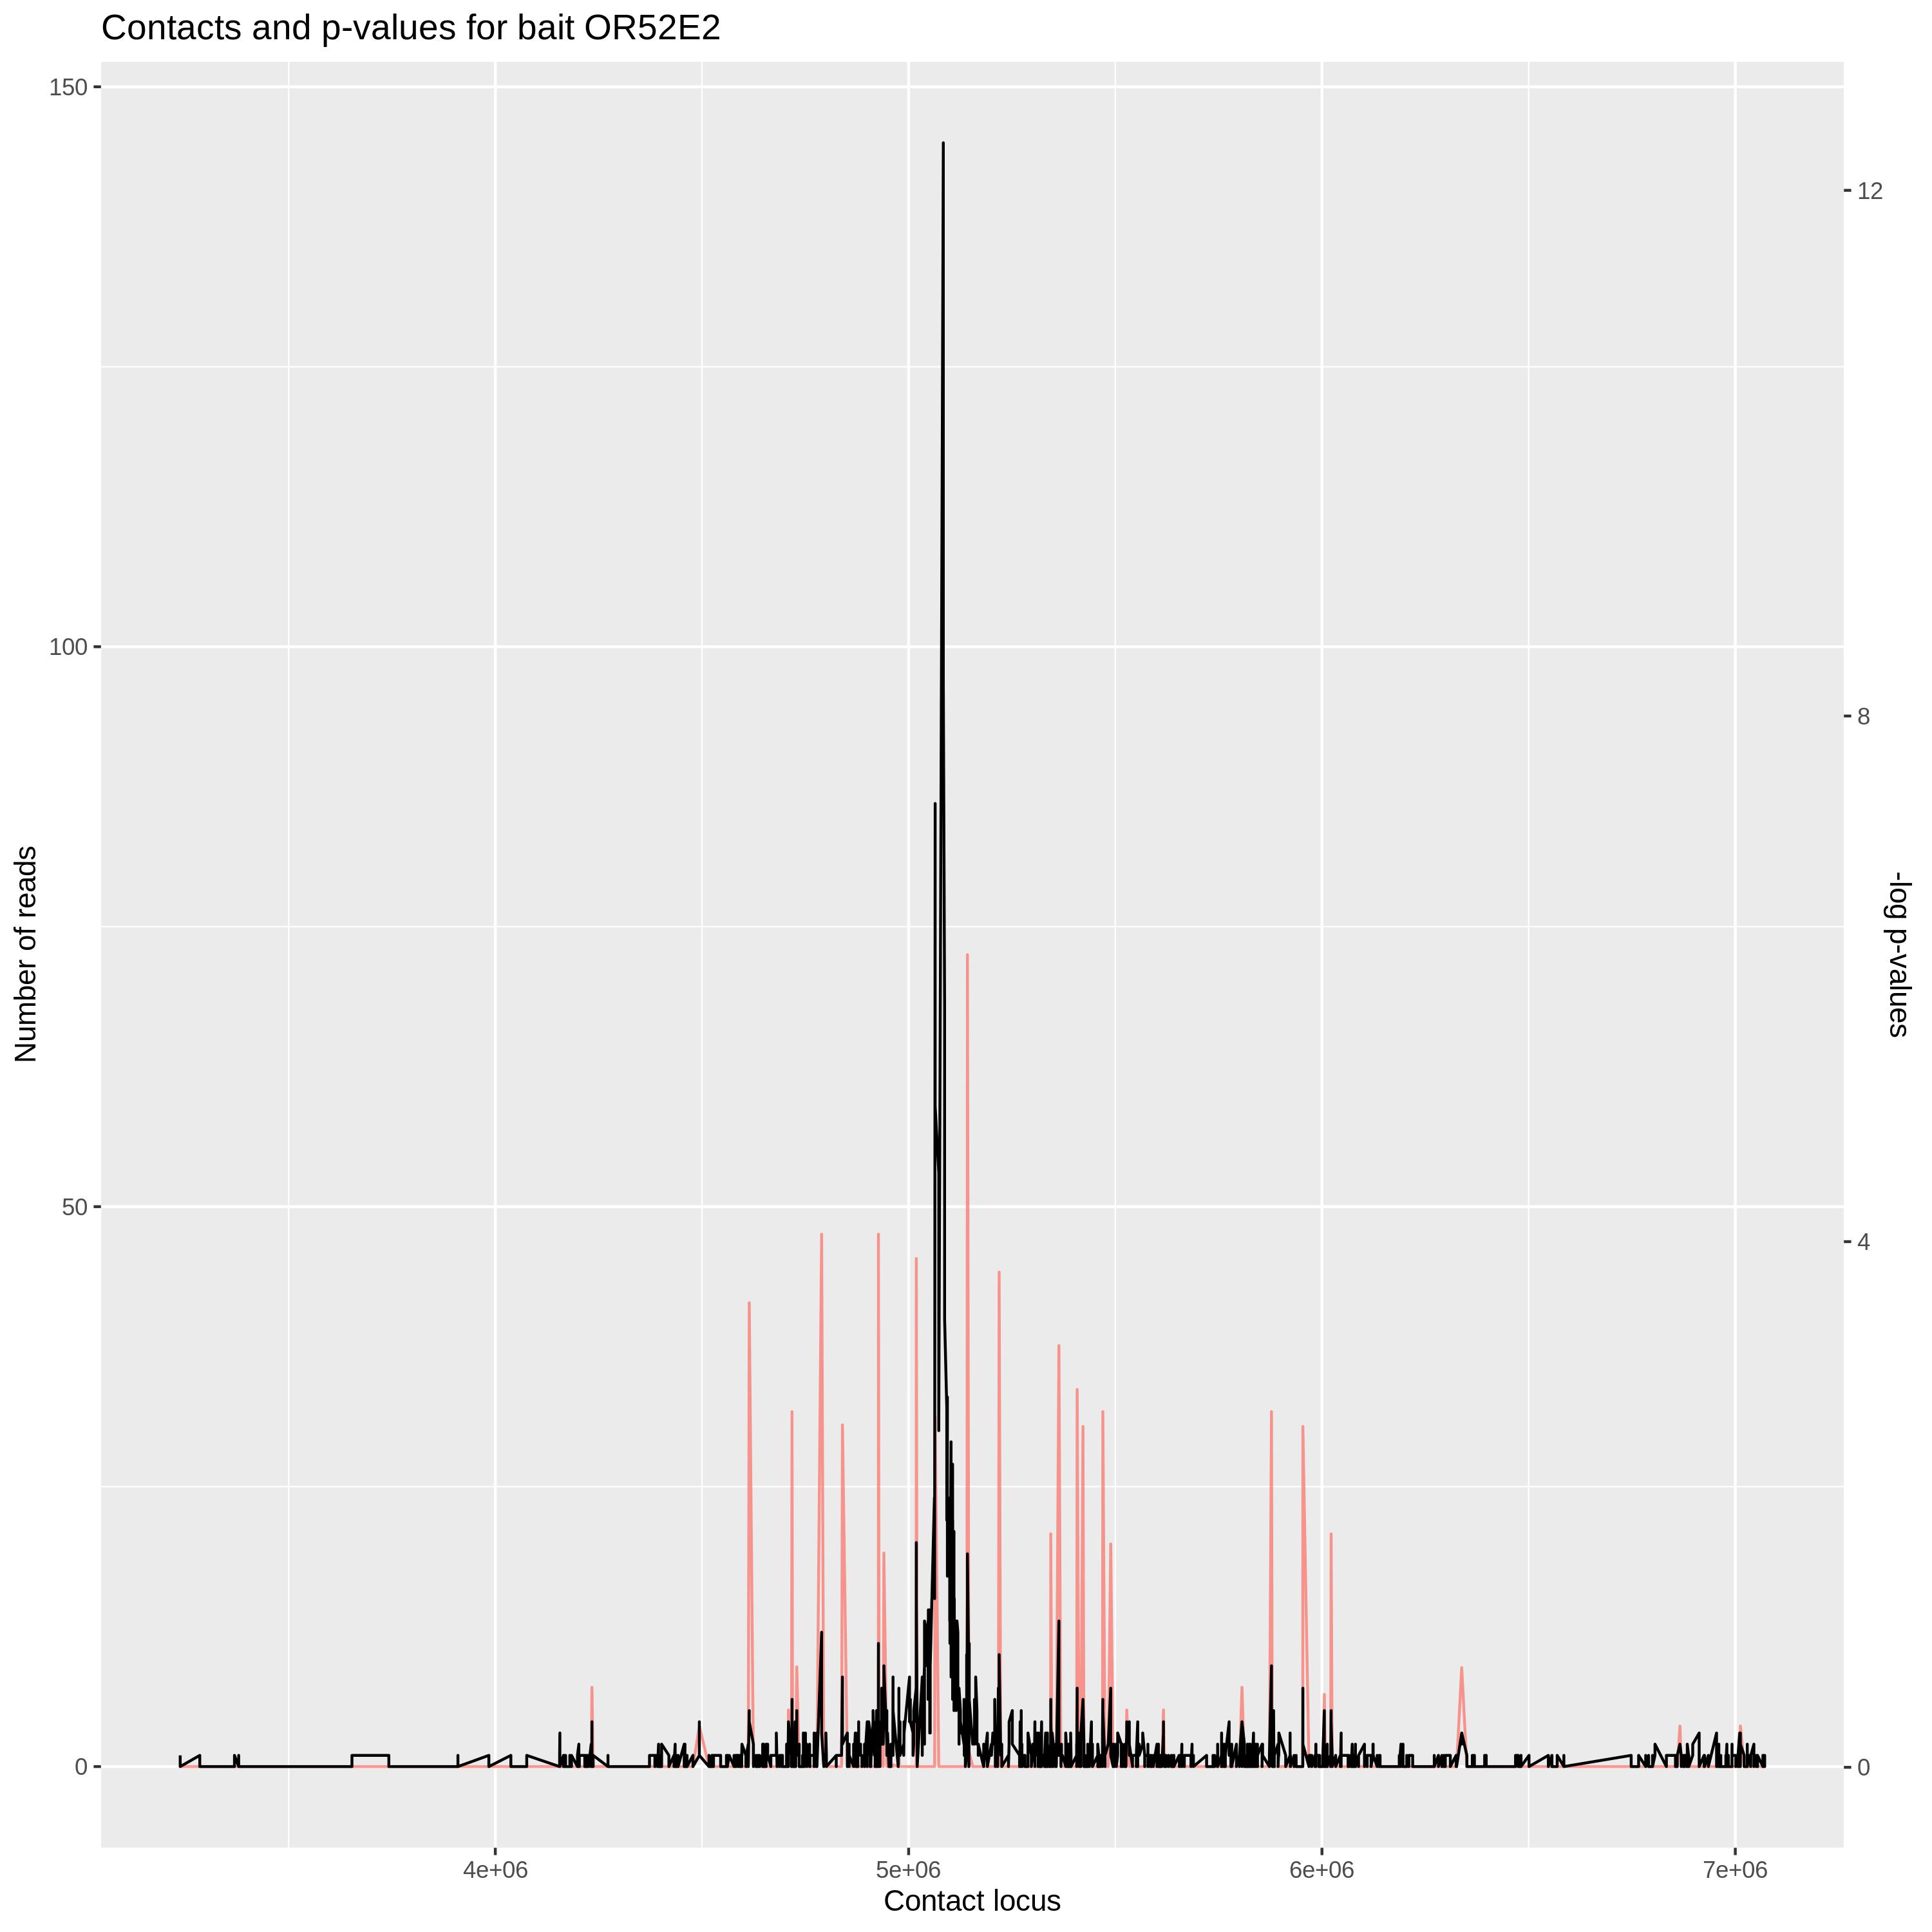 Contacts and p-values for bait OR52E2
150
100
50
0
Number of reads
12
8
4
0
-log p-values
4e+06
5e+06
6e+06
7e+06
Contact locus